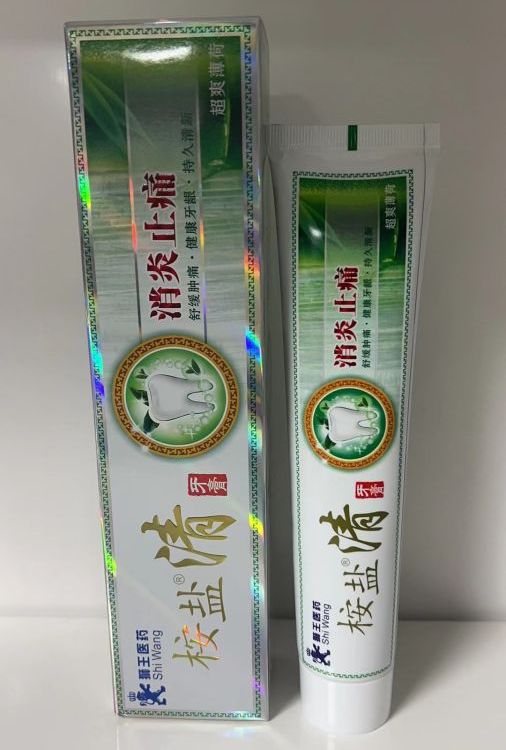 狮王医药
Shi Wang
桉盐清®
牙膏
消炎止痛
舒缓肿痛·健康牙龈·持久清新
超爽薄荷
狮王医药
Shi Wang
桉盐清®
牙膏
消炎止痛
舒缓肿痛·健康牙龈·持久清新
超爽薄荷